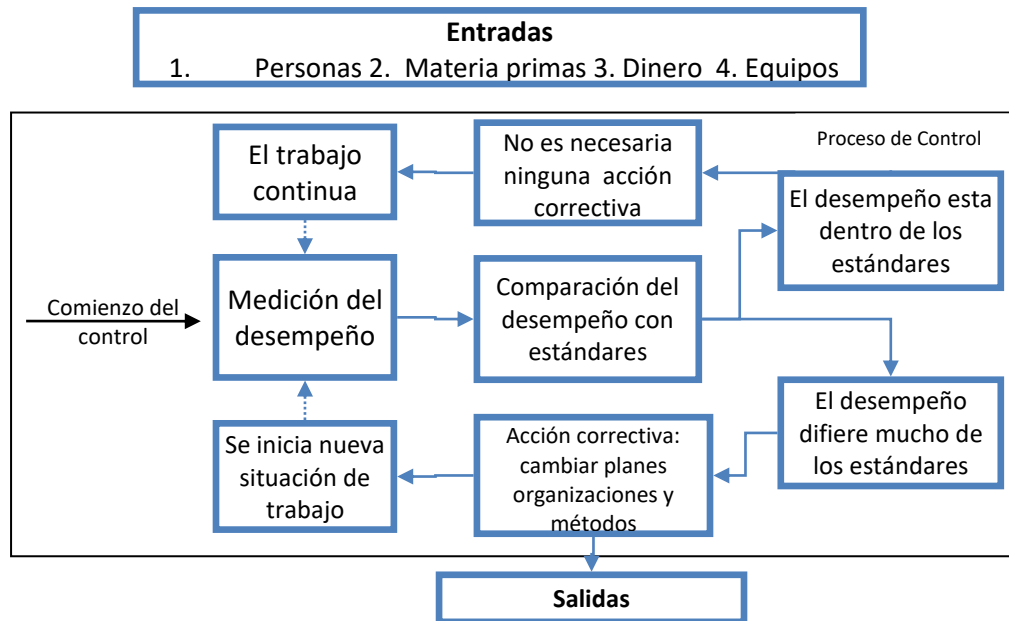 Entradas
1. Personas 2. Materia primas 3. Dinero 4. Equipos
Proceso de Control
El trabajo
continua
No es necesaria
ninguna acción
correctiva
El desempeño esta
dentro de los
estándares
Comienzo del
control
Medición del
desempeño
Comparación del
desempeño con
estándares
El desempeño
difiere mucho de
los estándares
Se inicia nueva
situación de
trabajo
Acción correctiva:
cambiar planes
organizaciones y
métodos
Salidas